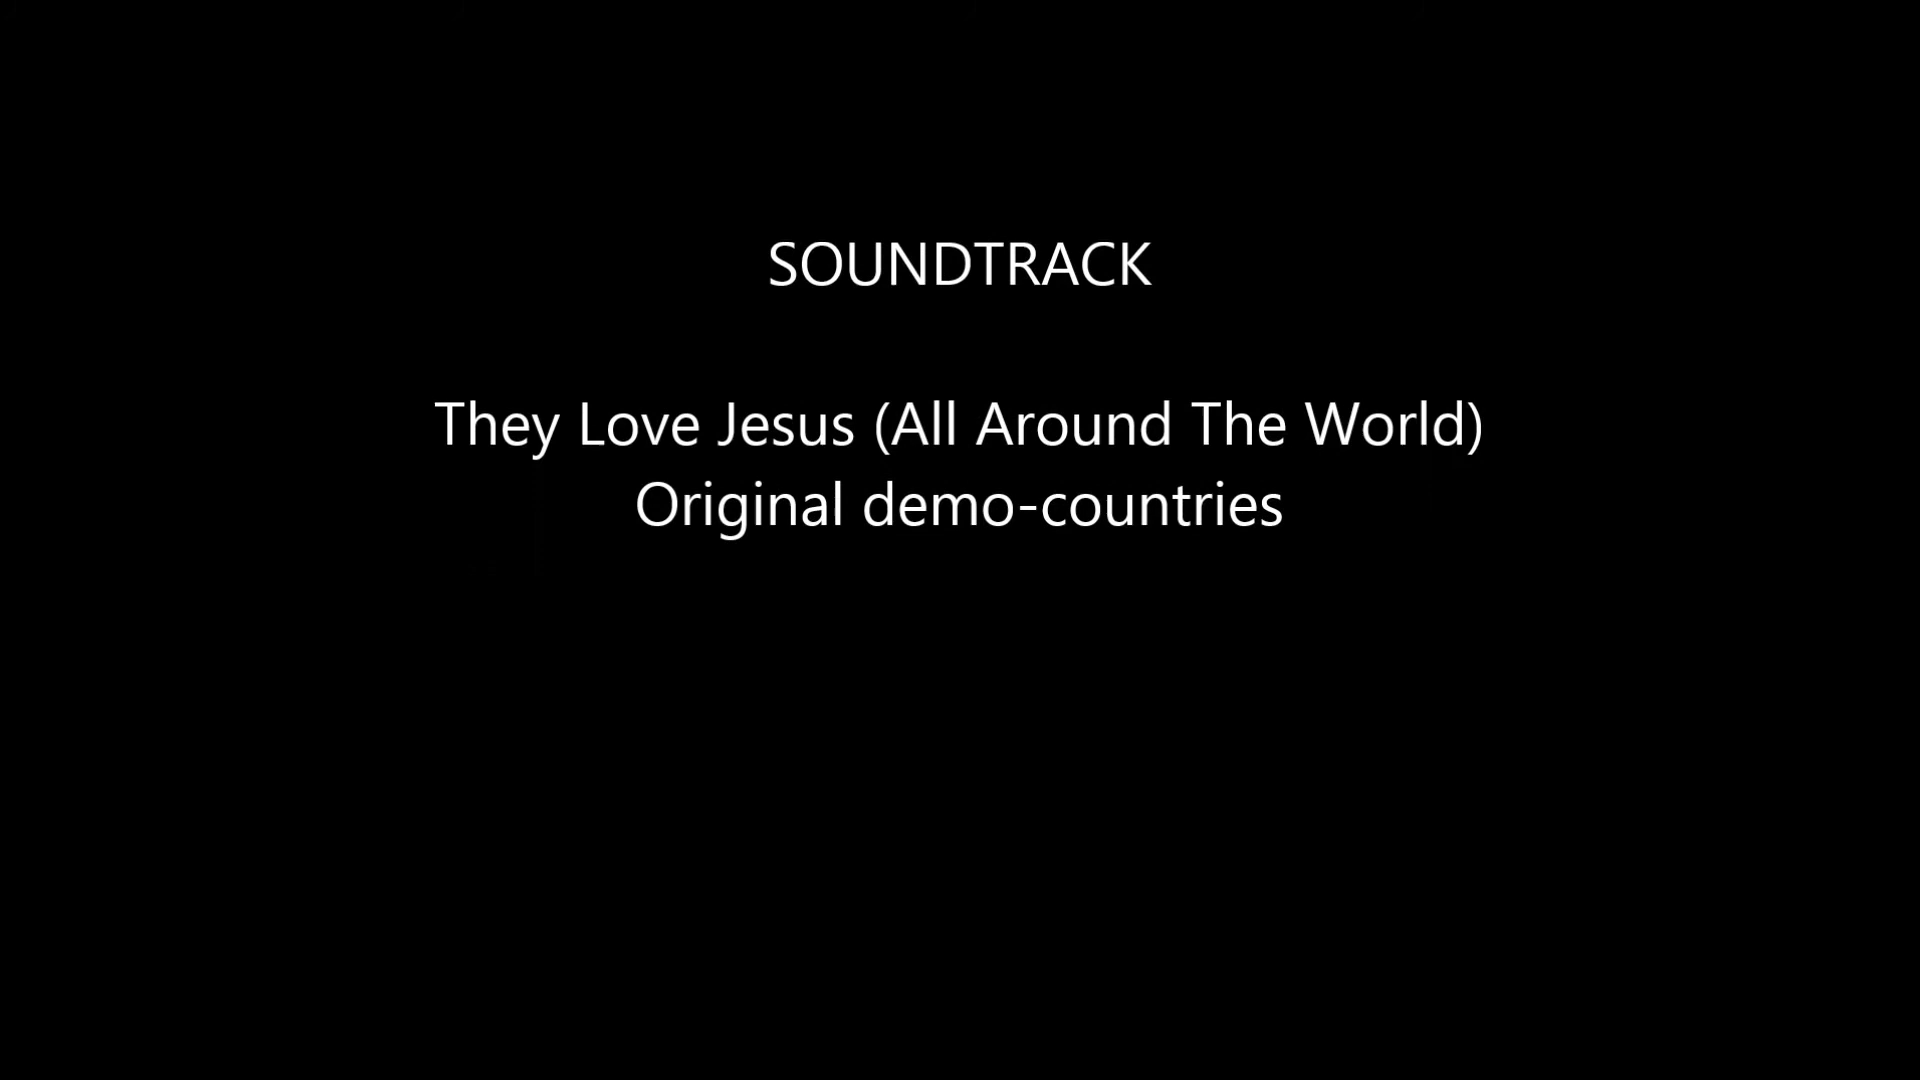 SOUNDTRACK
They Love Jesus (All Around The World)
Original demo-countries